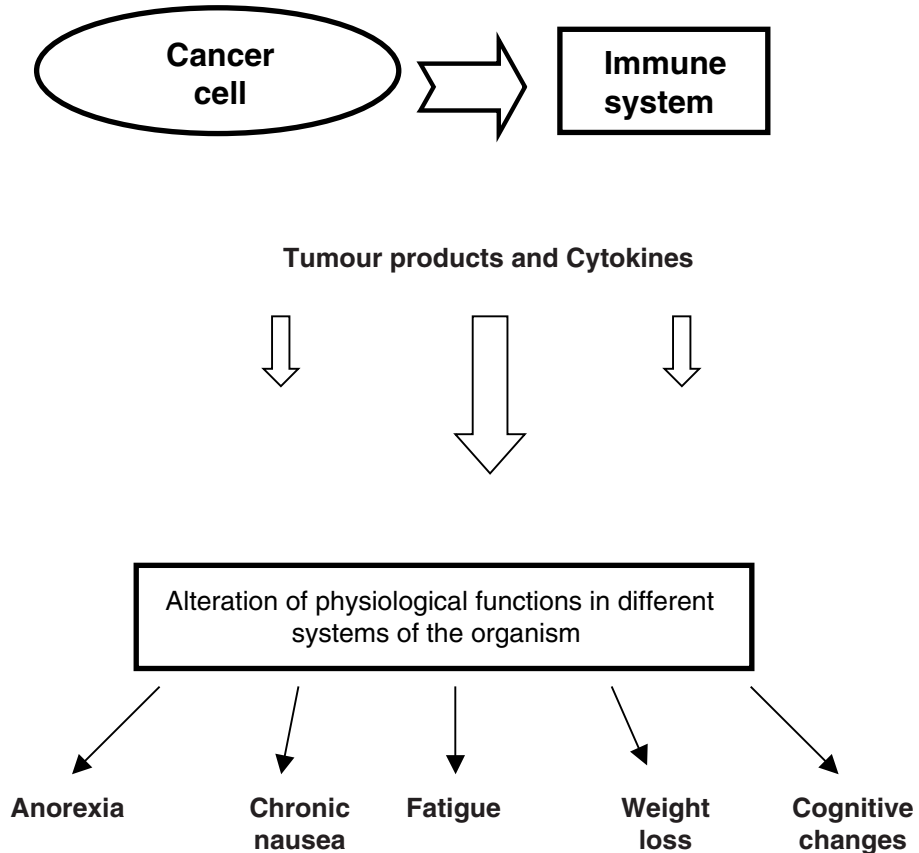 Cancer
cell
Immune
system
Tumour products and Cytokines
Alteration of physiological functions in different
systems of the organism
Anorexia
Chronic
nausea
Fatigue
Weight
loss
Cognitive
changes